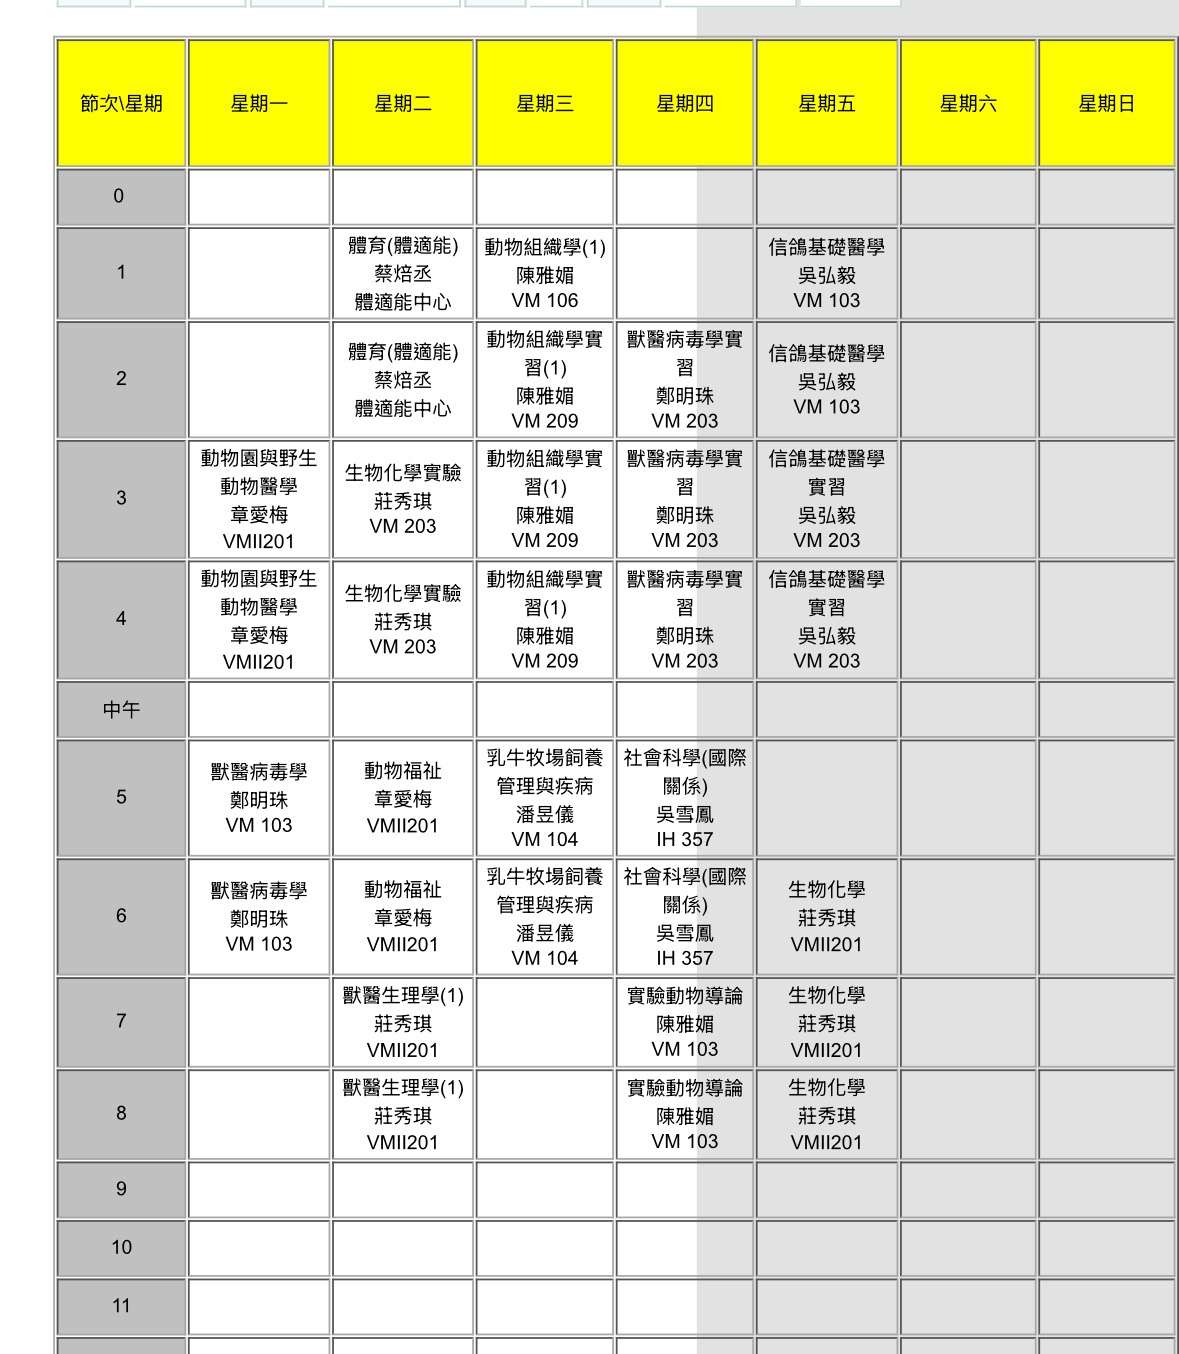 節次\星期 星期一 星期二 星期三 星期四 星期五 星期六 星期日
0
1
體育(體適能)
蔡焙丞
體適能中心
動物組織學(1)
陳雅媚
VM 106
信鴿基礎醫學
吳弘毅
VM 103
2
體育(體適能)
蔡焙丞
體適能中心
動物組織學實
習(1)
陳雅媚
VM 209
獸醫病毒學實
習
鄭明珠
VM 203
信鴿基礎醫學
吳弘毅
VM 103
3
動物園與野生
動物醫學
章愛梅
VMII201
生物化學實驗
莊秀琪
VM 203
動物組織學實
習(1)
陳雅媚
VM 209
獸醫病毒學實
習
鄭明珠
VM 203
信鴿基礎醫學
實習
吳弘毅
VM 203
4
動物園與野生
動物醫學
章愛梅
VMII201
生物化學實驗
莊秀琪
VM 203
動物組織學實
習(1)
陳雅媚
VM 209
獸醫病毒學實
習
鄭明珠
VM 203
信鴿基礎醫學
實習
吳弘毅
VM 203
中午
5
獸醫病毒學
鄭明珠
VM 103
動物福祉
章愛梅
VMII201
乳牛牧場飼養
管理與疾病
潘昱儀
VM 104
社會科學(國際
關係)
吳雪鳳
IH 357
6
獸醫病毒學
鄭明珠
VM 103
動物福祉
章愛梅
VMII201
乳牛牧場飼養
管理與疾病
潘昱儀
VM 104
社會科學(國際
關係)
吳雪鳳
IH 357
生物化學
莊秀琪
VMII201
7
獸醫生理學(1)
莊秀琪
VMII201
實驗動物導論
陳雅媚
VM 103
生物化學
莊秀琪
VMII201
8
獸醫生理學(1)
莊秀琪
VMII201
實驗動物導論
陳雅媚
VM 103
生物化學
莊秀琪
VMII201
9
10
11